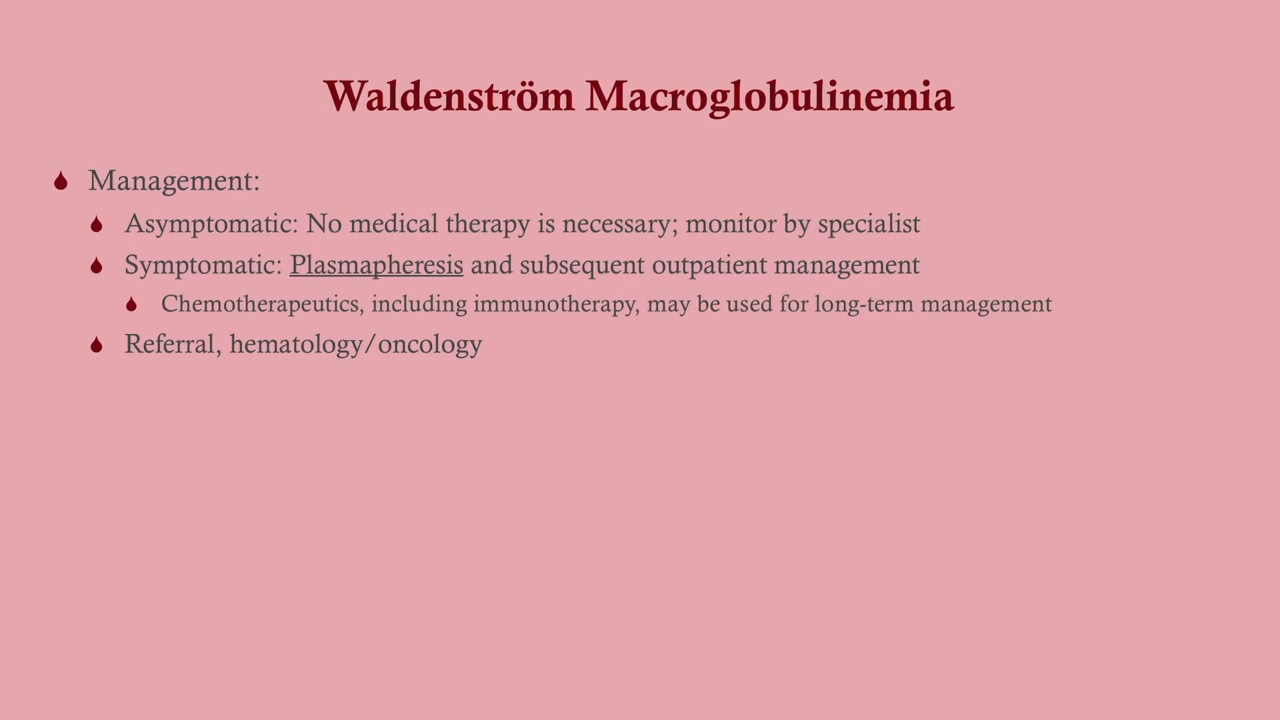 Waldenström Macroglobulinemia
Management:
Asymptomatic: No medical therapy is necessary; monitor by specialist
Symptomatic: Plasmapheresis and subsequent outpatient management
Chemotherapeutics, including immunotherapy, may be used for long-term management
Referral, hematology/oncology